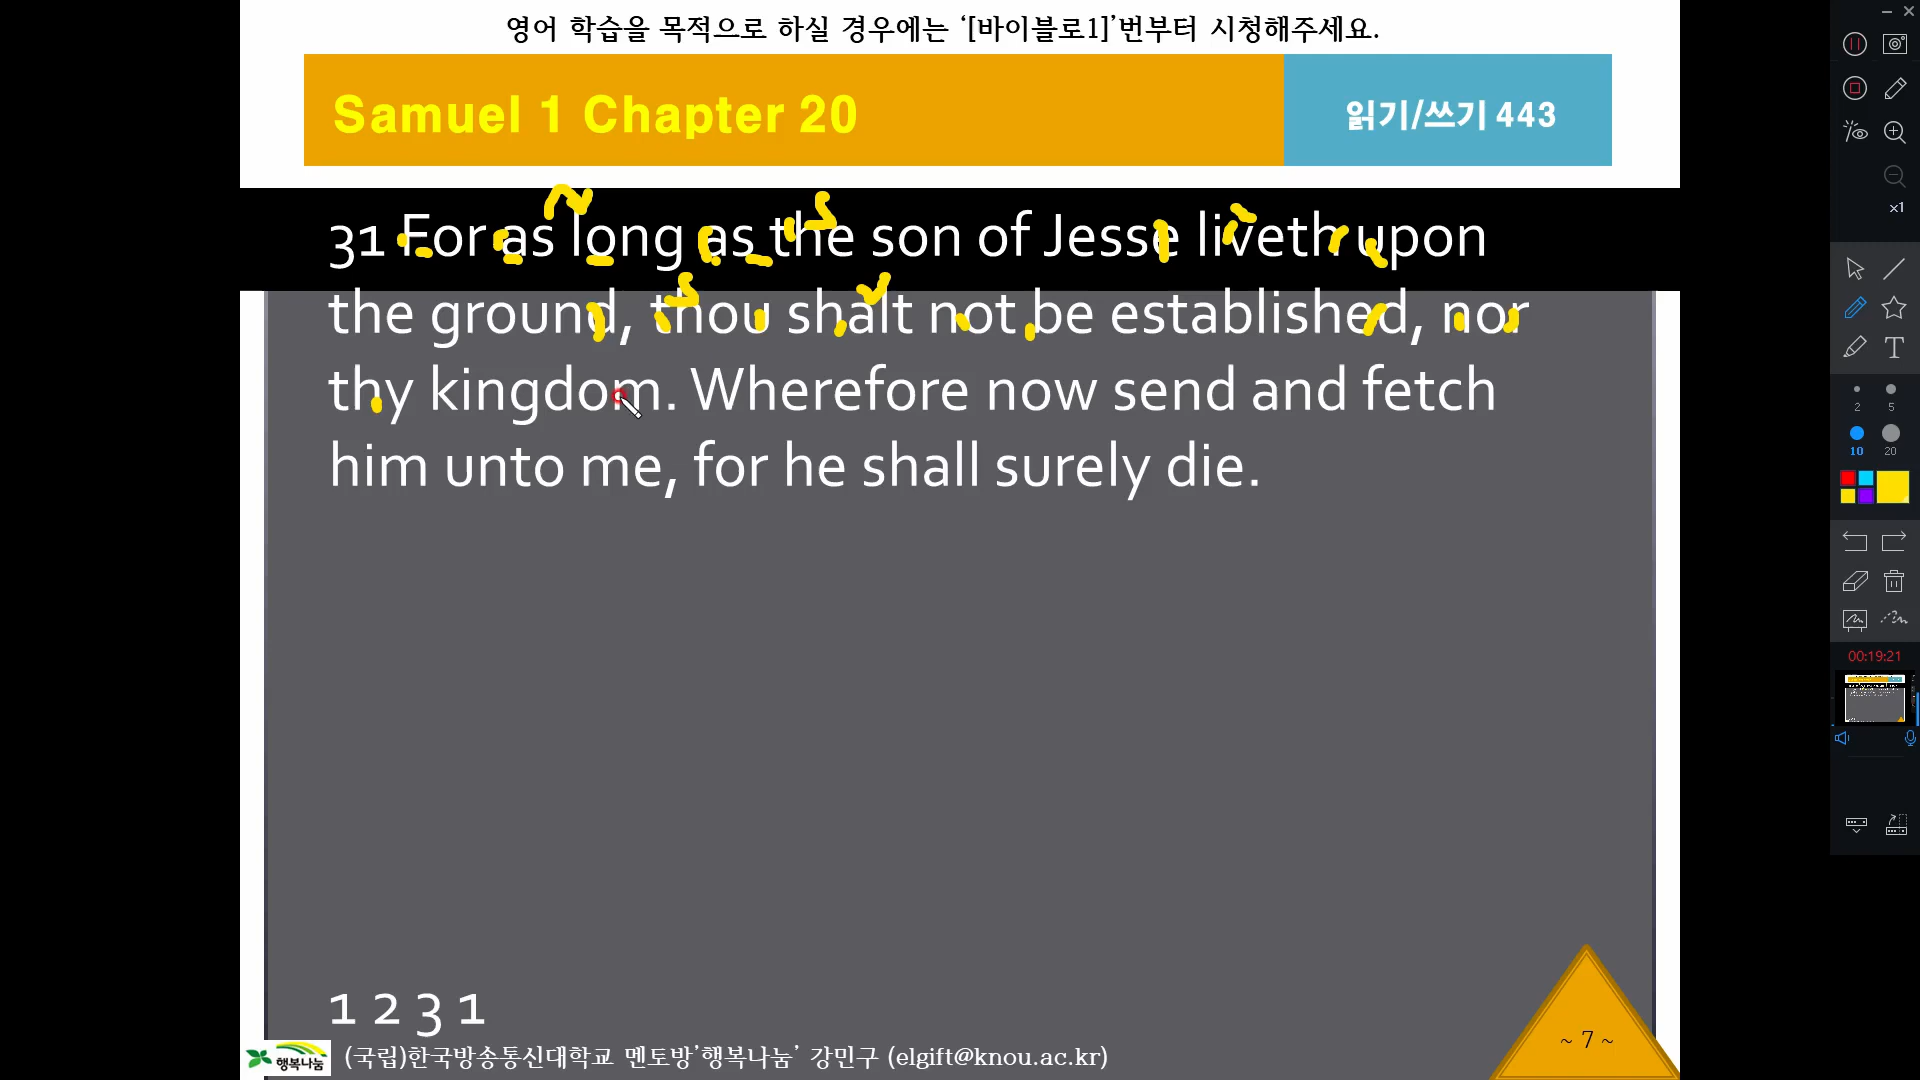 영어 학습을 목적으로 하실 경우에는 ‘[바이블로1]’번부터 시청해주세요.
Samuel 1 Chapter 20
읽기/쓰기 443
31 For as long as the son of Jesse liveth upon
the ground, thou shalt not be established, nor
thy kingdom. Wherefore now send and fetch
him unto me, for he shall surely die.
1 2 3 1
행복나눔
(국립)한국방송통신대학교 멘토방’행복나눔’ 강민구 (elgift@knou.ac.kr)
~ 7 ~
x1
T
2 5
10 20
00:19:21